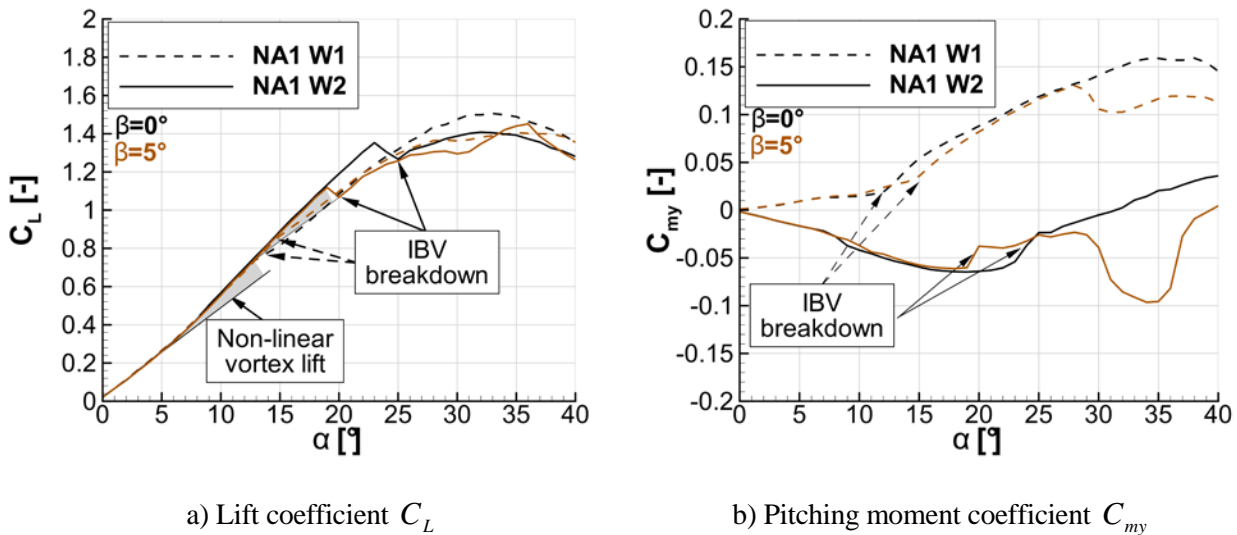 2
1.8
1.6
1.4
1.2
1
0.8
0.6
0.4
0.2
0
C_L [-]
NA1 W1
NA1 W2
β=0°
β=5°
IBV
breakdown
Non-linear
vortex lift
0 5 10 15 20 25 30 35 40
α [°]
0.2
0.15
0.1
0.05
0
-0.05
-0.1
-0.15
-0.2
C_my [-]
NA1 W1
NA1 W2
β=0°
β=5°
IBV
breakdown
0 5 10 15 20 25 30 35 40
α [°]
a) Lift coefficient C_L
b) Pitching moment coefficient C_my